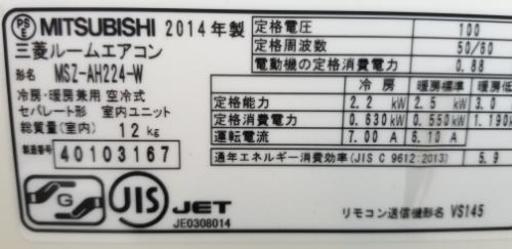 PS
E
MITSUBISHI 2014年製
三菱ルームエアコン
形名 MSZ-AH224-W
冷房・暖房兼用 空冷式
セパレート形 室内ユニット
総質量(室内) 12kg
製造番号 40103167
G
JIS
JET
JE0308014
定格電圧 100
定格周波数 50/60
電動機の定格消費電力 0.88
冷房 暖房標準 暖房低
定格能力 2.2 kW 2.5 kW 3.0
定格消費電力 0.630 kW 0.550 kW 1.190k
運転電流 7.00 A 6.10 A
通年エネルギー消費効率(JIS C 9612:2013) 5.9
リモコン送信機形名 VS145